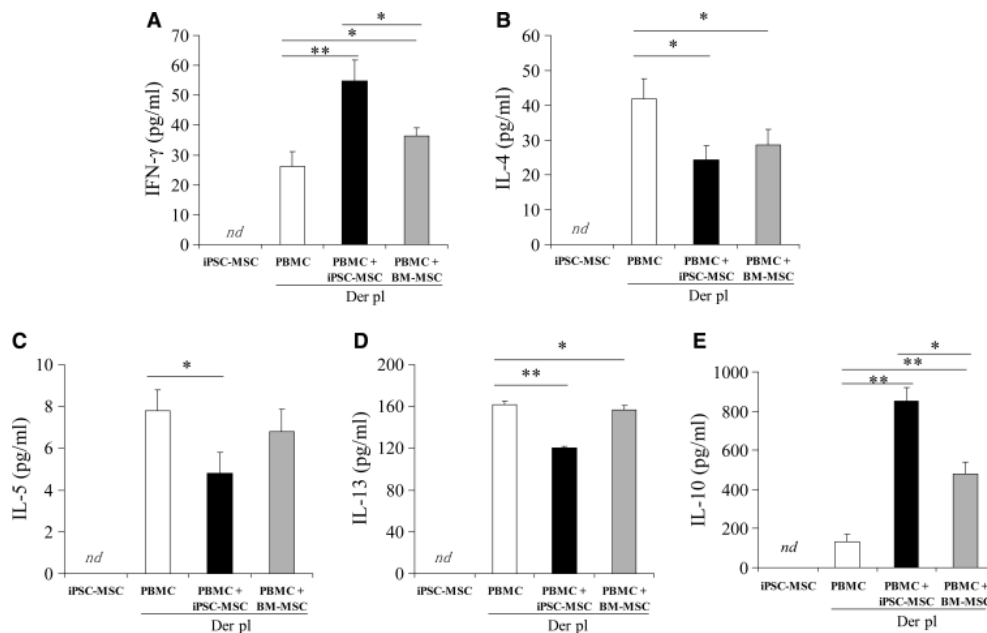 A
IFN-γ (pg/ml)
70
60
50
40
30
20
10
0
*
*
**
nd
iPSC-MSC
PBMC
PBMC +
iPSC-MSC
PBMC +
BM-MSC
Der pl
B
IL-4 (pg/ml)
60
50
40
30
20
10
0
*
*
nd
iPSC-MSC
PBMC
PBMC +
iPSC-MSC
PBMC +
BM-MSC
Der pl
C
IL-5 (pg/ml)
10
8
6
4
2
0
*
nd
iPSC-MSC
PBMC
PBMC +
iPSC-MSC
PBMC +
BM-MSC
Der pl
D
IL-13 (pg/ml)
200
160
120
80
40
0
*
**
nd
iPSC-MSC
PBMC
PBMC +
iPSC-MSC
PBMC +
BM-MSC
Der pl
E
IL-10 (pg/ml)
1000
800
600
400
200
0
*
**
**
nd
iPSC-MSC
PBMC
PBMC +
iPSC-MSC
PBMC +
BM-MSC
Der pl